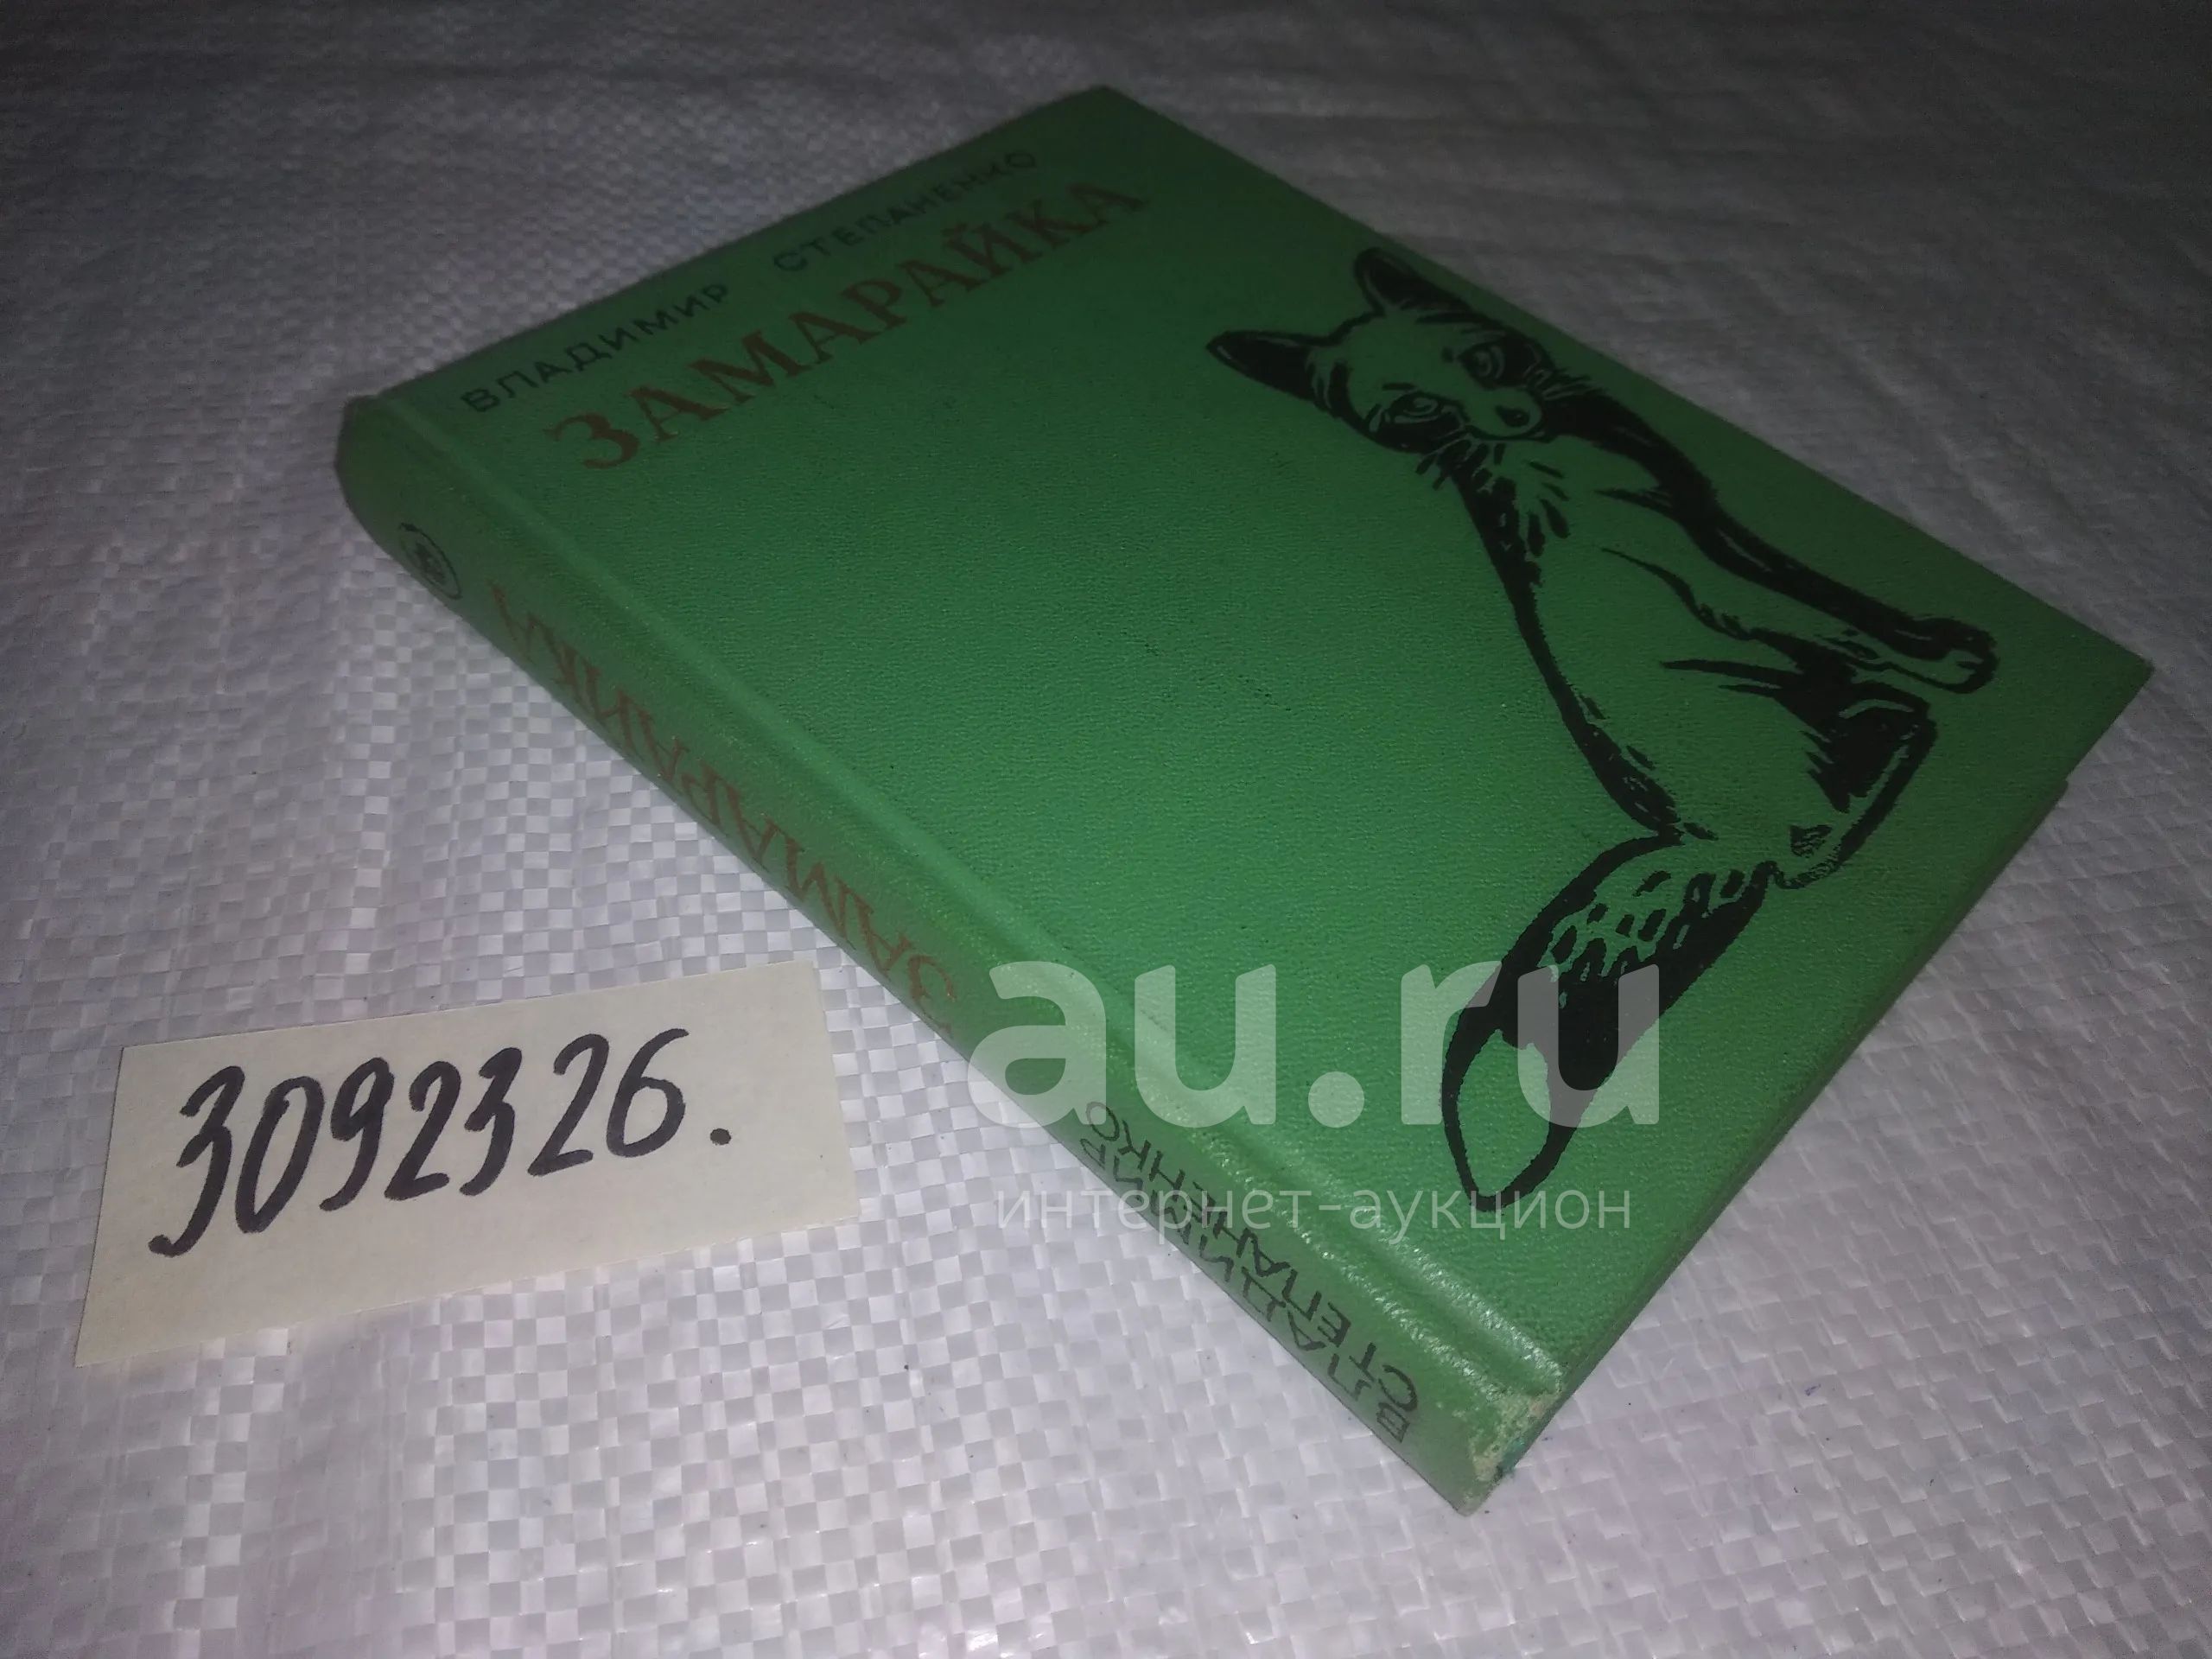 ВЛАДИМИР СТЕПАНЕНКО
ЗАМАРАЙКА
ЗАМАРАЙКА
ВЛАДИМИР
СТЕПАНЕНКО
3092326.
au.ru
интернет-аукцион